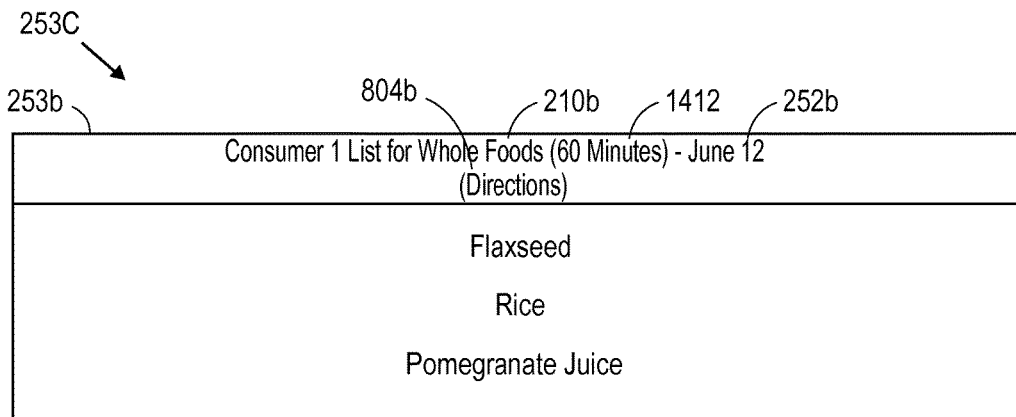 253C
253b 804b 210b 1412 252b
Consumer 1 List for Whole Foods (60 Minutes) - June 12
(Directions)
Flaxseed
Rice
Pomegranate Juice